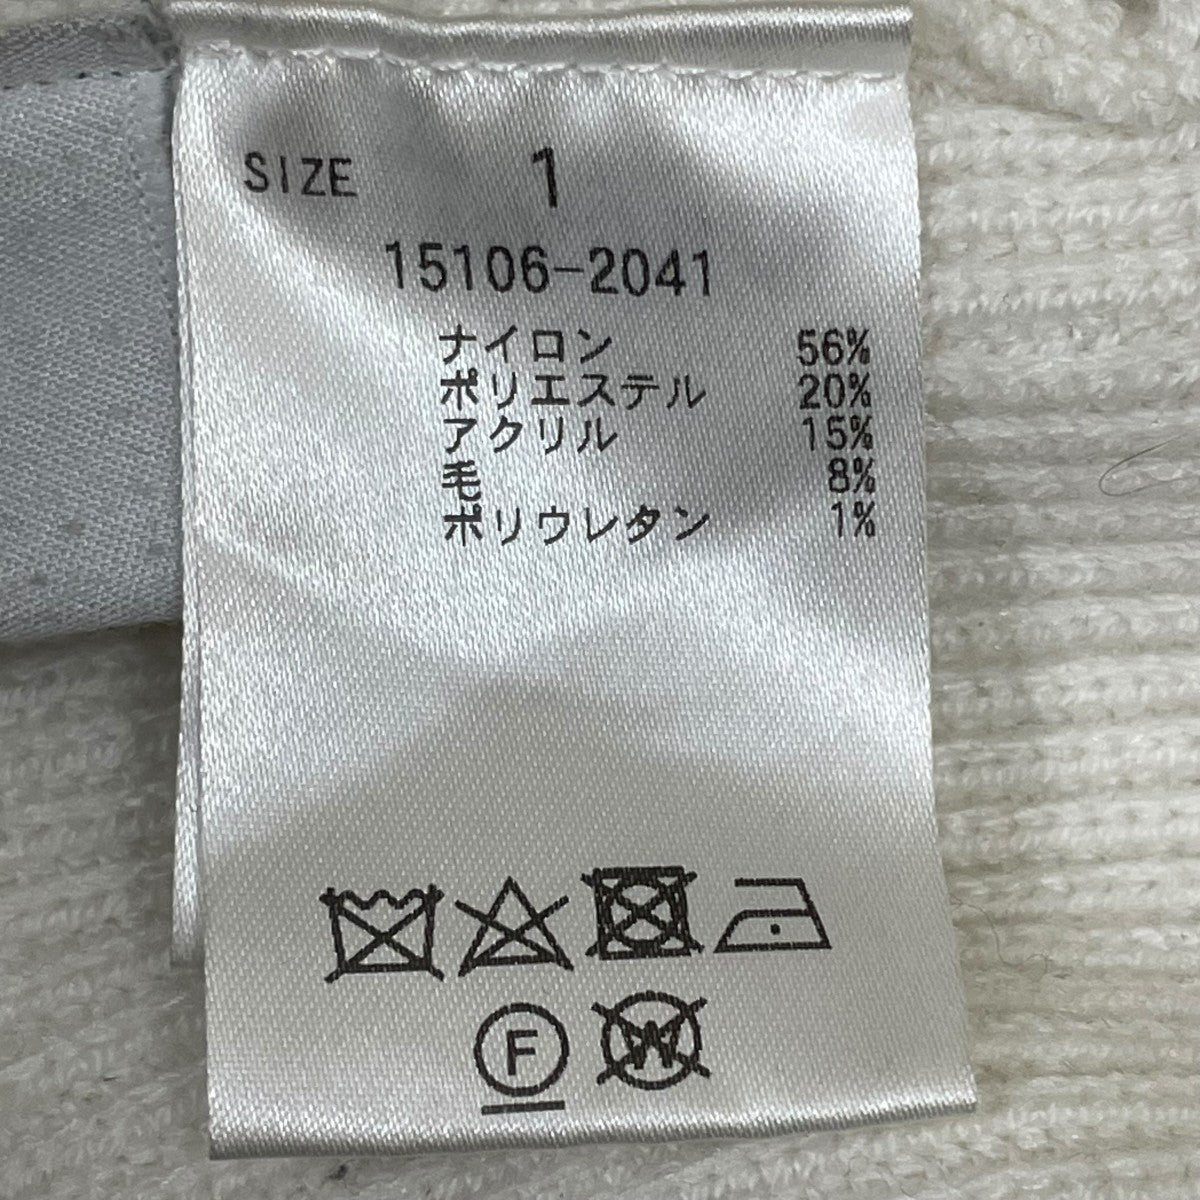 SIZE 1
15106-2041
ナイロン 56%
ポリエステル 20%
アクリル 15%
毛 8%
ポリウレタン 1%
F W